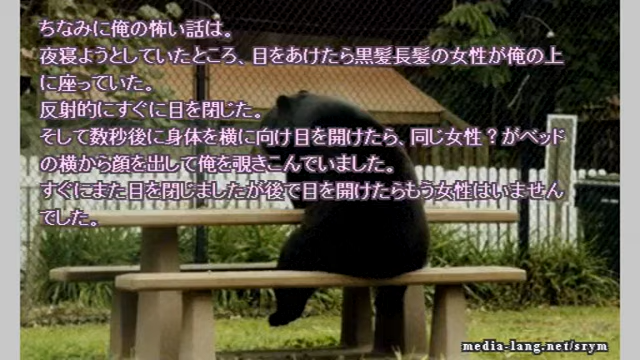 ちなみに俺の怖い話は。
夜寝ようとしていたところ、目をあけたら黒髪長髪の女性が俺の上
に座っていた。
反射的にすぐに目を閉じた。
そして数秒後に身体を横に向け目を開けたら、同じ女性？がベッド
の横から顔を出して俺を覗きこんでいました。
すぐにまた目を閉じましたが後で目を開けたらもう女性はいません
でした。
media-lang.net/srym